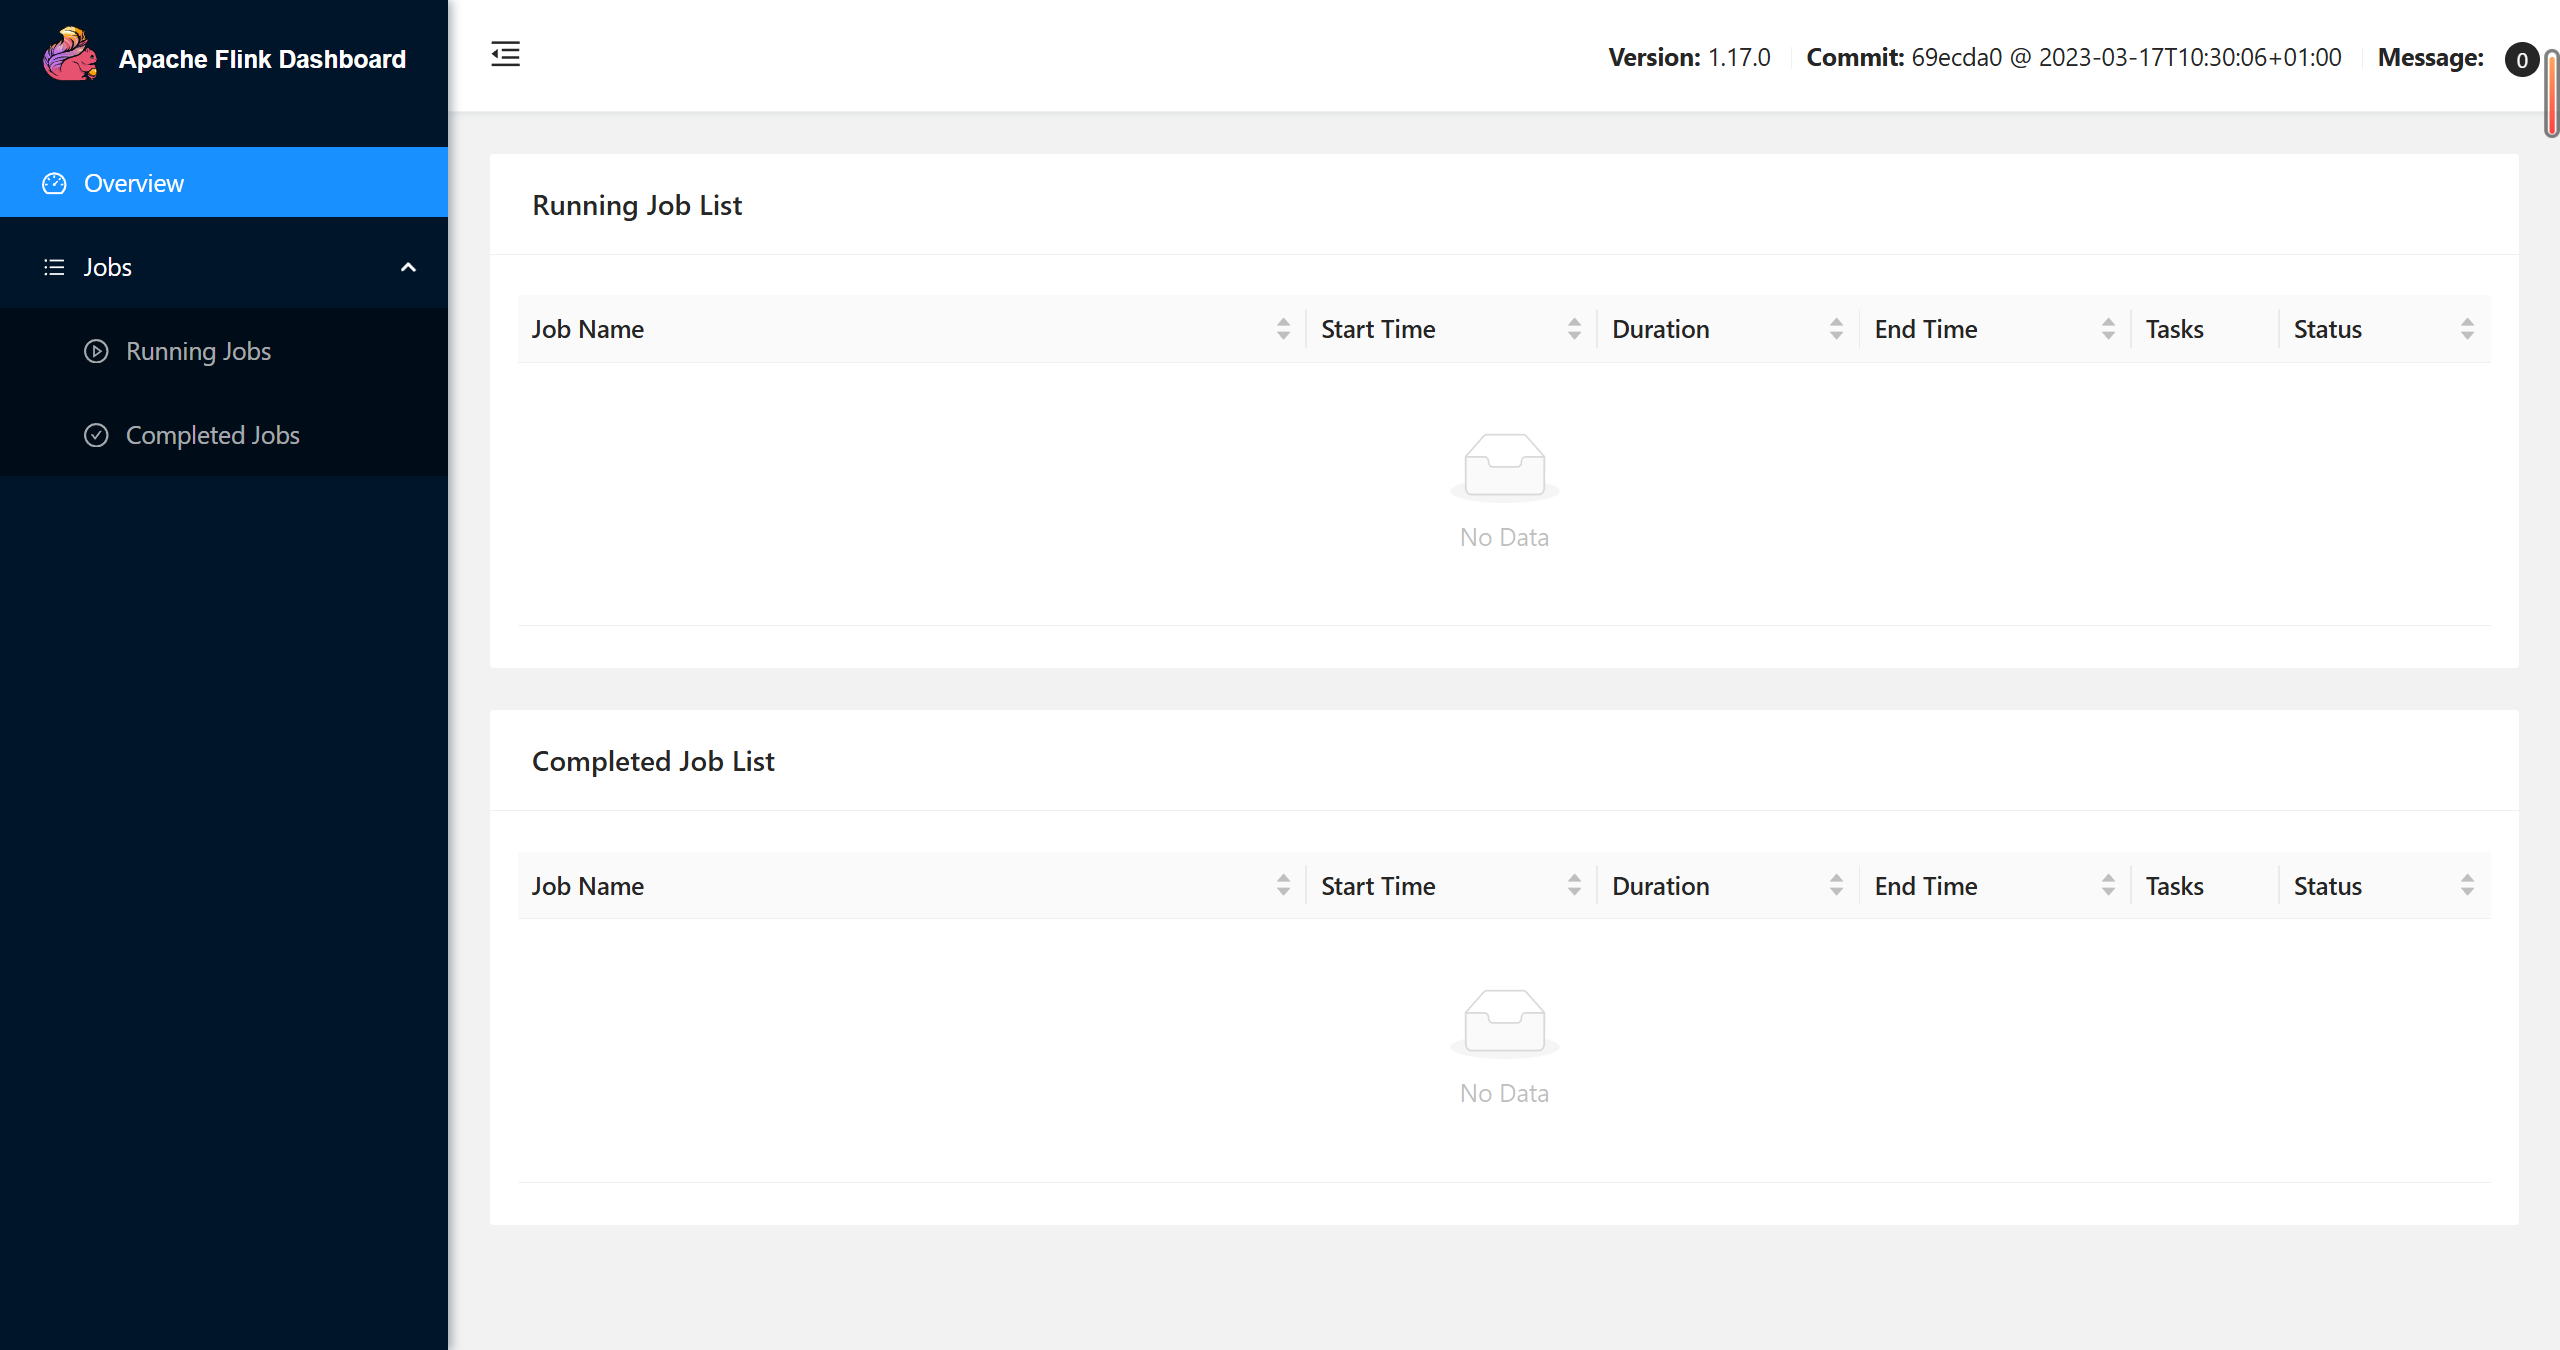 Apache Flink Dashboard
Version: 1.17.0 Commit: 69ecda0 @ 2023-03-17T10:30:06+01:00 Message: 0
Overview
Jobs
Running Jobs
Completed Jobs
Running Job List
Job Name Start Time Duration End Time Tasks Status
No Data
Completed Job List
Job Name Start Time Duration End Time Tasks Status
No Data